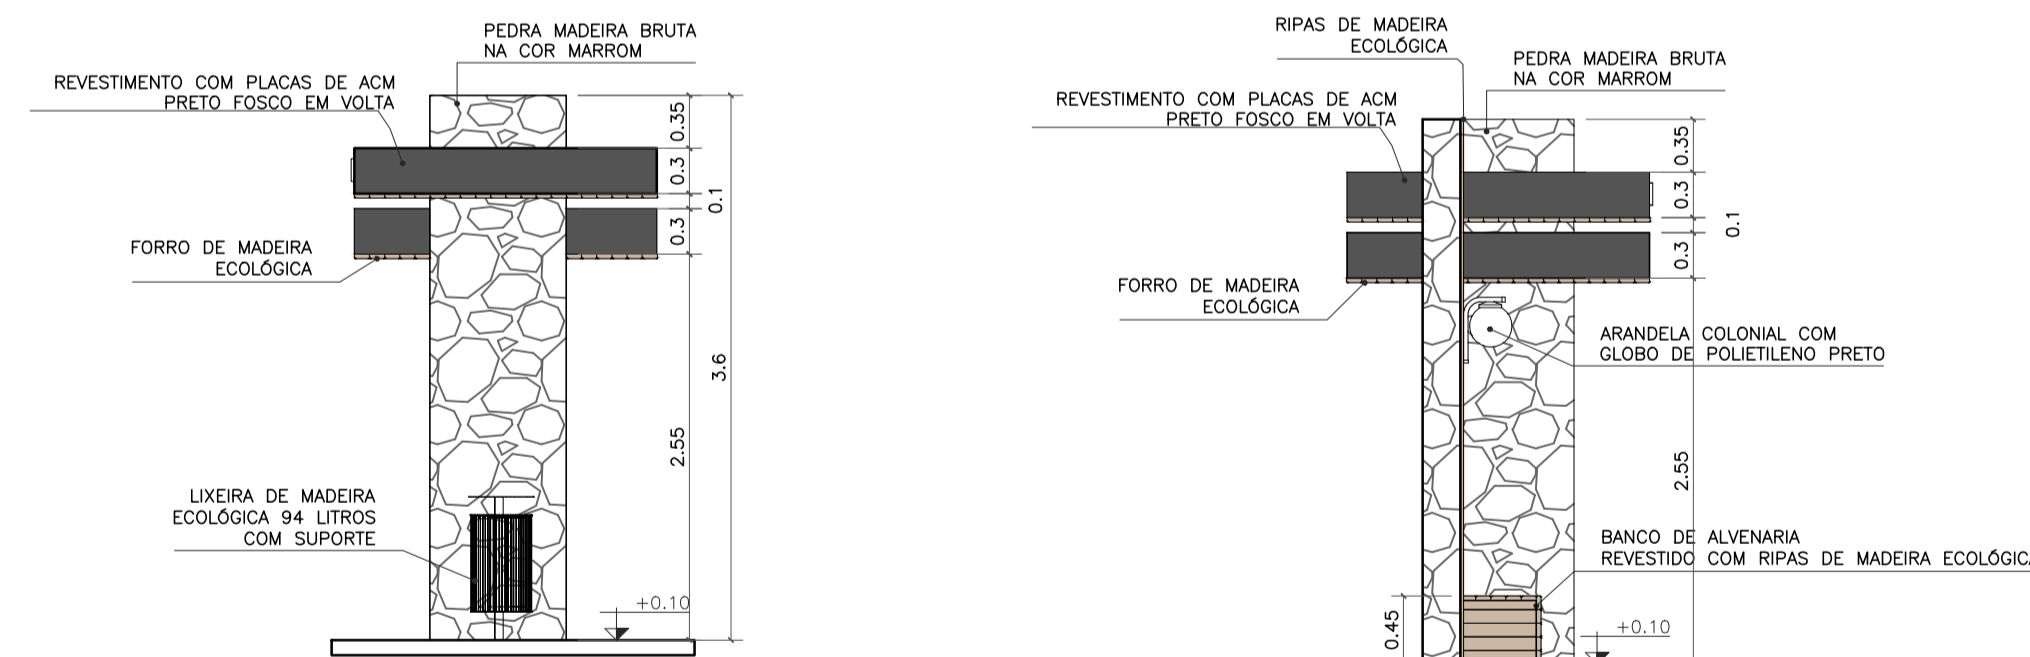 PEDRA MADEIRA BRUTA
NA COR MARROM
REVESTIMENTO COM PLACAS DE ACM
PRETO FOSCO EM VOLTA
0.35
0.3
0.1
0.3
FORRO DE MADEIRA
ECOLÓGICA
3.6
2.55
LIXEIRA DE MADEIRA
ECOLÓGICA 94 LITROS
COM SUPORTE
+0.10
RIPAS DE MADEIRA
ECOLÓGICA
PEDRA MADEIRA BRUTA
NA COR MARROM
REVESTIMENTO COM PLACAS DE ACM
PRETO FOSCO EM VOLTA
0.35
0.3
0.1
0.3
FORRO DE MADEIRA
ECOLÓGICA
ARANDELA COLONIAL COM
GLOBO DE POLIETILENO PRETO
2.55
BANCO DE ALVENARIA
REVESTIDO COM RIPAS DE MADEIRA ECOLÓGICA
0.45
+0.10